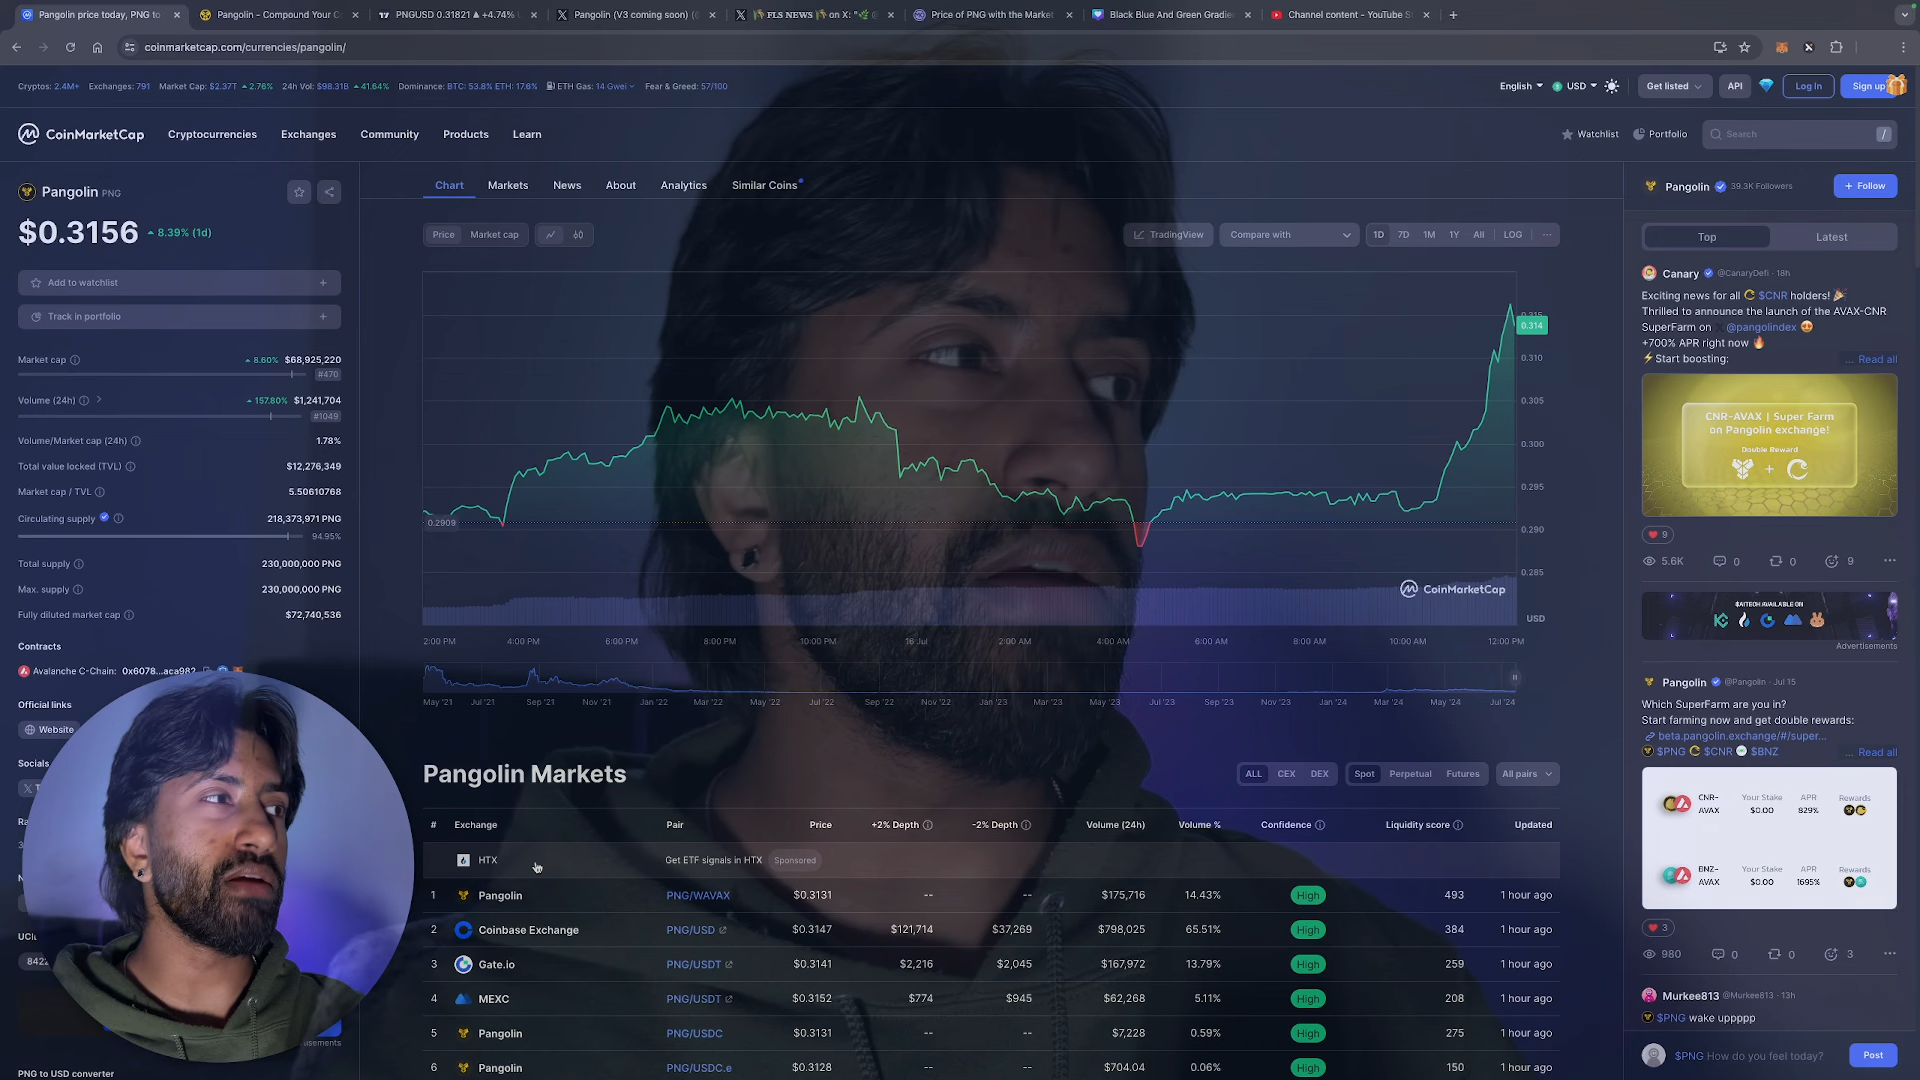 Pangolin price today, PNG to
Pangolin - Compound Your C
PNGUSD 0.31821 ▲ +4.74% U
Pangolin (V3 coming soon) (
FLS NEWS on X: "
Price of PNG with the Market
Black Blue And Green Gradie
Channel content - YouTube S
coinmarketcap.com/currencies/pangolin/
Cryptos: 2.4M+ Exchanges: 791 Market Cap: $2.37T ▲ 2.76% 24h Vol: $98.31B ▲ 41.64% Dominance: BTC: 53.8% ETH: 17.6% ETH Gas: 14 Gwei Fear & Greed: 57/100
English USD Get listed API Log In Sign up
CoinMarketCap Cryptocurrencies Exchanges Community Products Learn
Watchlist Portfolio Search /
Pangolin PNG
$0.3156 ▲ 8.39% (1d)
Add to watchlist +
Track in portfolio +
Market cap ▲ 8.60% $68,925,220
#470
Volume (24h) ▲ 157.80% $1,241,704
#1049
Volume/Market cap (24h) 1.78%
Total value locked (TVL) $12,276,349
Market cap / TVL 5.50610768
Circulating supply 218,373,971 PNG
94.95%
Total supply 230,000,000 PNG
Max. supply 230,000,000 PNG
Fully diluted market cap $72,740,536
Contracts
Avalanche C-Chain: 0x6078...aca982
Official links
Website
Socials
842
PNG to USD converter
Chart Markets News About Analytics Similar Coins
Price Market cap
TradingView Compare with 1D 7D 1M 1Y All LOG ...
0.315
0.314
0.310
0.305
0.300
0.295
0.290
0.285
0.2909
CoinMarketCap
USD
2:00 PM 4:00 PM 6:00 PM 8:00 PM 10:00 PM 16 Jul 2:00 AM 4:00 AM 6:00 AM 8:00 AM 10:00 AM 12:00 PM
May '21 Jul '21 Sep '21 Nov '21 Jan '22 Mar '22 May '22 Jul '22 Sep '22 Nov '22 Jan '23 Mar '23 May '23 Jul '23 Sep '23 Nov '23 Jan '24 Mar '24 May '24 Jul '24
Pangolin Markets
ALL CEX DEX Spot Perpetual Futures All pairs
# Exchange Pair Price +2% Depth -2% Depth Volume (24h) Volume % Confidence Liquidity score Updated
HTX Get ETF signals in HTX Sponsored
1 Pangolin PNG/WAVAX $0.3131 -- -- $175,716 14.43% High 493 1 hour ago
2 Coinbase Exchange PNG/USD $0.3147 $121,714 $37,269 $798,025 65.51% High 384 1 hour ago
3 Gate.io PNG/USDT $0.3141 $2,216 $2,045 $167,972 13.79% High 259 1 hour ago
4 MEXC PNG/USDT $0.3152 $774 $945 $62,268 5.11% High 208 1 hour ago
5 Pangolin PNG/USDC $0.3131 -- -- $7,228 0.59% High 275 1 hour ago
6 Pangolin PNG/USDC.e $0.3128 -- -- $704.04 0.06% High 150 1 hour ago
Pangolin 39.3K Followers + Follow
Top Latest
Canary @CanaryDefi · 18h
Exciting news for all $CNR holders! 🎉
Thrilled to announce the launch of the AVAX-CNR
SuperFarm on @pangolindex 😍
+700% APR right now 🔥
⚡Start boosting: ... Read all
CNR-AVAX | Super Farm
on Pangolin exchange!
Double Reward
+
9
5.6K 0 0 9 ...
$AITECH AVAILABLE ON
Advertisements
Pangolin @Pangolin · Jul 15
Which SuperFarm are you in?
Start farming now and get double rewards:
beta.pangolin.exchange/#/super...
$PNG $CNR $BNZ ... Read all
CNR-AVAX Your Stake $0.00 APR 829% Rewards
BNZ-AVAX Your Stake $0.00 APR 1695% Rewards
3
980 0 0 3 ...
Murkee813 @Murkee813 · 13h
$PNG wake uppppp
$PNG How do you feel today? Post